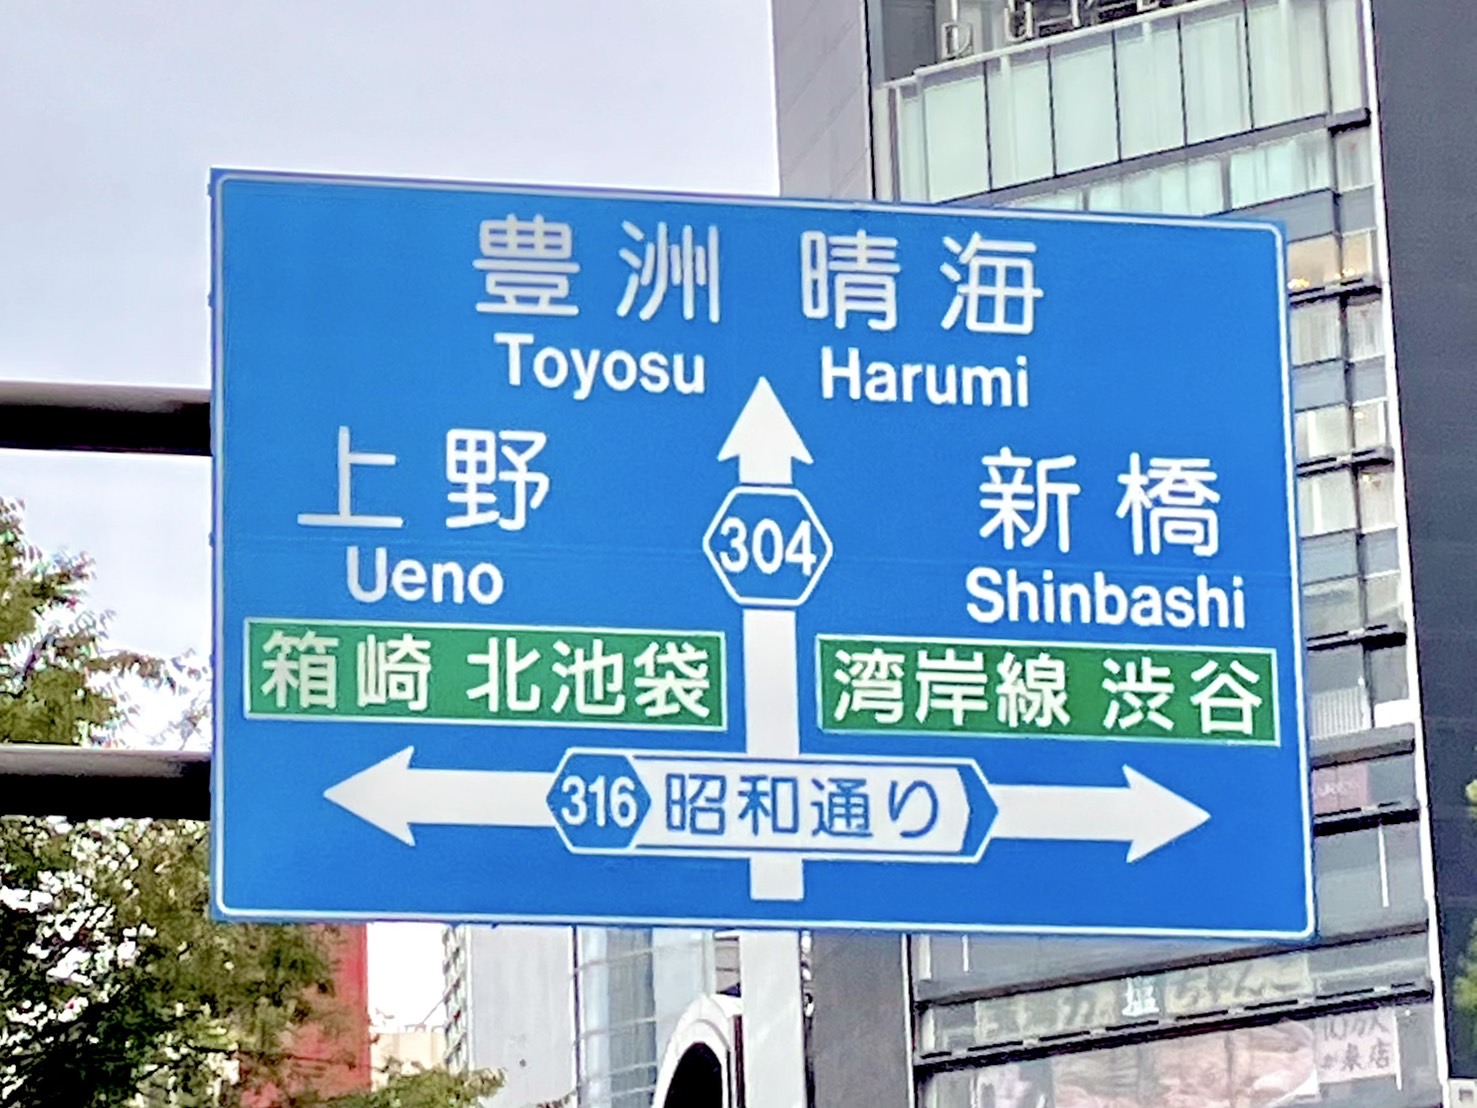 豊洲 晴海
Toyosu Harumi
上野 新橋
Ueno Shinbashi
304
箱崎 北池袋 湾岸線 渋谷
316 昭和通り